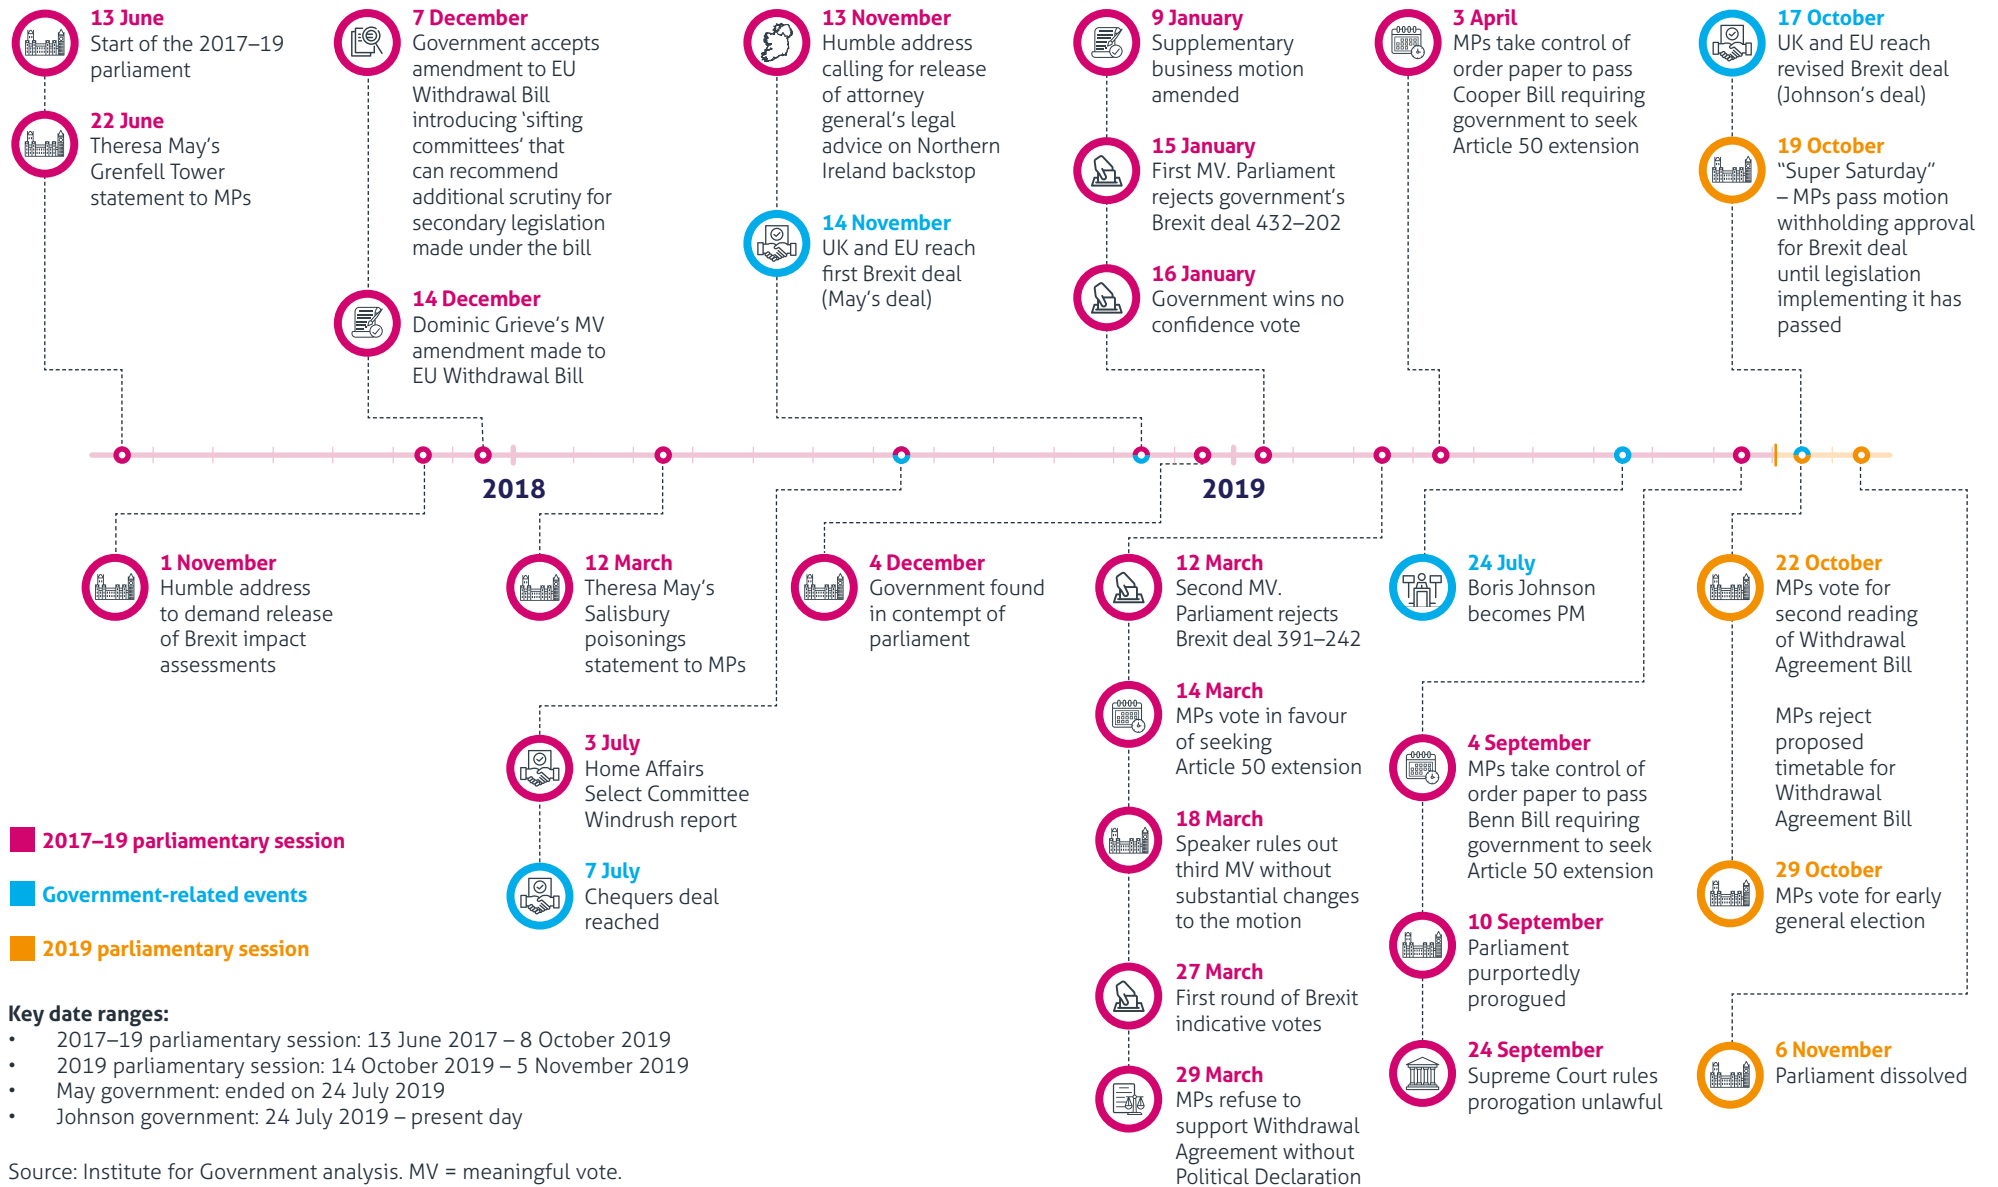 13 June
Start of the 2017–19
parliament
22 June
Theresa May's
Grenfell Tower
statement to MPs
7 December
Government accepts
amendment to EU
Withdrawal Bill
introducing ‘sifting
committees’ that
can recommend
additional scrutiny for
secondary legislation
made under the bill
14 December
Dominic Grieve's MV
amendment made to
EU Withdrawal Bill
13 November
Humble address
calling for release
of attorney
general's legal
advice on Northern
Ireland backstop
14 November
UK and EU reach
first Brexit deal
(May's deal)
9 January
Supplementary
business motion
amended
15 January
First MV. Parliament
rejects government's
Brexit deal 432–202
16 January
Government wins no
confidence vote
3 April
MPs take control of
order paper to pass
Cooper Bill requiring
government to seek
Article 50 extension
17 October
UK and EU reach
revised Brexit deal
(Johnson's deal)
19 October
“Super Saturday”
– MPs pass motion
withholding approval
for Brexit deal
until legislation
implementing it has
passed
2018
2019
1 November
Humble address
to demand release
of Brexit impact
assessments
12 March
Theresa May's
Salisbury
poisonings
statement to MPs
3 July
Home Affairs
Select Committee
Windrush report
7 July
Chequers deal
reached
4 December
Government found
in contempt of
parliament
12 March
Second MV.
Parliament rejects
Brexit deal 391–242
14 March
MPs vote in favour
of seeking
Article 50 extension
18 March
Speaker rules out
third MV without
substantial changes
to the motion
27 March
First round of Brexit
indicative votes
29 March
MPs refuse to
support Withdrawal
Agreement without
Political Declaration
24 July
Boris Johnson
becomes PM
4 September
MPs take control of
order paper to pass
Benn Bill requiring
government to seek
Article 50 extension
10 September
Parliament
purportedly
prorogued
24 September
Supreme Court rules
prorogation unlawful
22 October
MPs vote for
second reading
of Withdrawal
Agreement Bill
MPs reject
proposed
timetable for
Withdrawal
Agreement Bill
29 October
MPs vote for early
general election
6 November
Parliament dissolved
2017–19 parliamentary session
Government-related events
2019 parliamentary session
Key date ranges:
• 2017–19 parliamentary session: 13 June 2017 – 8 October 2019
• 2019 parliamentary session: 14 October 2019 – 5 November 2019
• May government: ended on 24 July 2019
• Johnson government: 24 July 2019 – present day
Source: Institute for Government analysis. MV = meaningful vote.